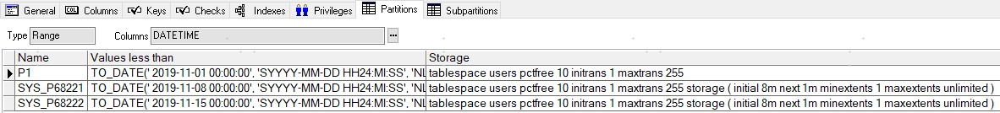 General Columns Keys Checks Indexes Privileges Partitions Subpartitions
Type Range Columns DATETIME ...
Name Values less than Storage
P1 TO_DATE(' 2019-11-01 00:00:00', 'SYYYY-MM-DD HH24:MI:SS', 'NL tablespace users pctfree 10 initrans 1 maxtrans 255
SYS_P68221 TO_DATE(' 2019-11-08 00:00:00', 'SYYYY-MM-DD HH24:MI:SS', 'NL tablespace users pctfree 10 initrans 1 maxtrans 255 storage ( initial 8m next 1m minextents 1 maxextents unlimited )
SYS_P68222 TO_DATE(' 2019-11-15 00:00:00', 'SYYYY-MM-DD HH24:MI:SS', 'NL tablespace users pctfree 10 initrans 1 maxtrans 255 storage ( initial 8m next 1m minextents 1 maxextents unlimited )